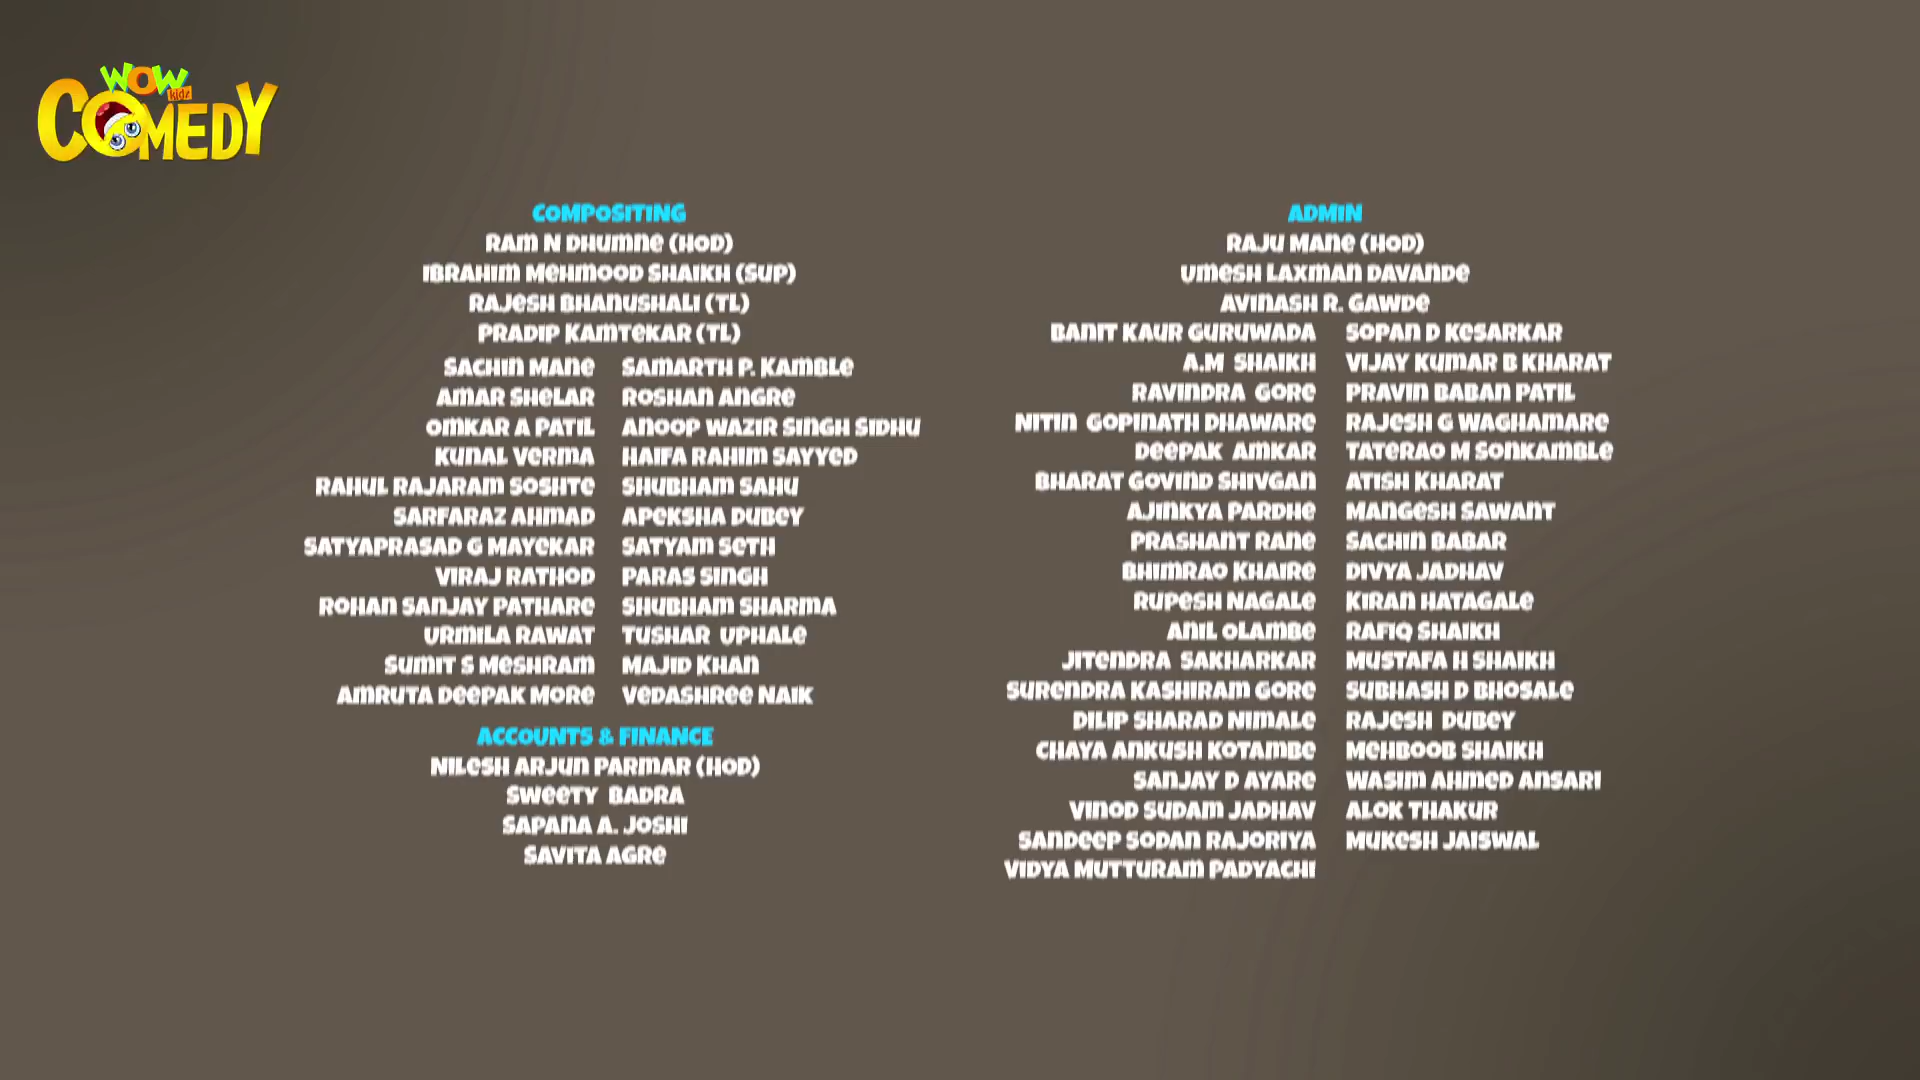 WOW
kidz
COMEDY
COMPOSITING
RAM N DHUMNE (HOD)
IBRAHIM MEHMOOD SHAIKH (SUP)
RAJESH BHANUSHALI (TL)
PRADIP KAMTEKAR (TL)
SACHIN MANE SAMARTH P. KAMBLE
AMAR SHELAR ROSHAN ANGRE
OMKAR A PATIL ANOOP WAZIR SINGH SIDHU
KUNAL VERMA HAIFA RAHIM SAYYED
RAHUL RAJARAM SOSHTE SHUBHAM SAHU
SARFARAZ AHMAD APEKSHA DUBEY
SATYAPRASAD G MAYEKAR SATYAM SETH
VIRAJ RATHOD PARAS SINGH
ROHAN SANJAY PATHARE SHUBHAM SHARMA
URMILA RAWAT TUSHAR UPHALE
SUMIT S MESHRAM MAJID KHAN
AMRUTA DEEPAK MORE VEDASHREE NAIK
ACCOUNTS & FINANCE
NILESH ARJUN PARMAR (HOD)
SWEETY BADRA
SAPANA A. JOSHI
SAVITA AGRE
ADMIN
RAJU MANE (HOD)
UMESH LAXMAN DAVANDE
AVINASH R. GAWDE
BANIT KAUR GURUWADA SOPAN D KESARKAR
A.M SHAIKH VIJAY KUMAR B KHARAT
RAVINDRA GORE PRAVIN BABAN PATIL
NITIN GOPINATH DHAWARE RAJESH G WAGHAMARE
DEEPAK AMKAR TATERAO M SONKAMBLE
BHARAT GOVIND SHIVGAN ATISH KHARAT
AJINKYA PARDHE MANGESH SAWANT
PRASHANT RANE SACHIN BABAR
BHIMRAO KHAIRE DIVYA JADHAV
RUPESH NAGALE KIRAN HATAGALE
ANIL OLAMBE RAFIQ SHAIKH
JITENDRA SAKHARKAR MUSTAFA H SHAIKH
SURENDRA KASHIRAM GORE SUBHASH D BHOSALE
DILIP SHARAD NIMALE RAJESH DUBEY
CHAYA ANKUSH KOTAMBE MEHBOOB SHAIKH
SANJAY D AYARE WASIM AHMED ANSARI
VINOD SUDAM JADHAV ALOK THAKUR
SANDEEP SODAN RAJORIYA MUKESH JAISWAL
VIDYA MUTTURAM PADYACHI